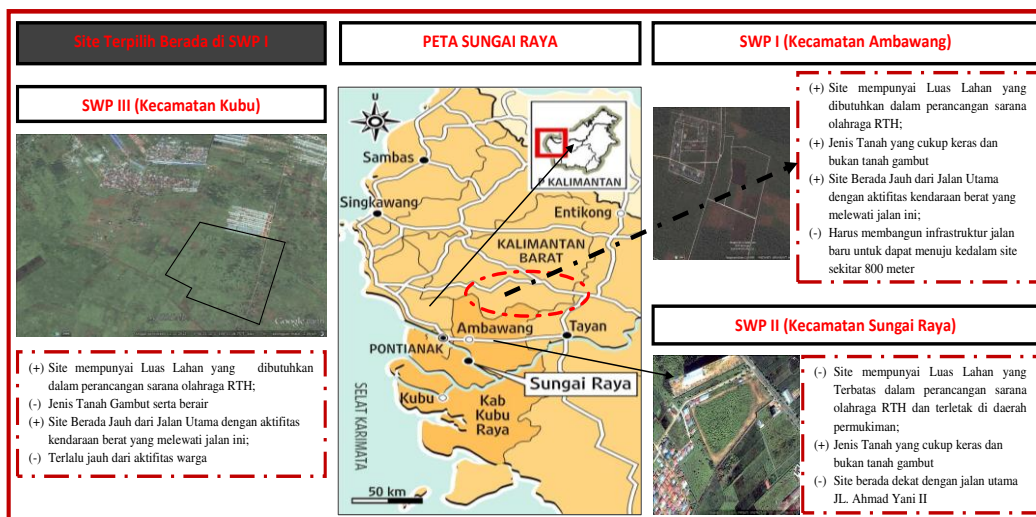 Site Terpilih Berada di SWP I
PETA SUNGAI RAYA
SWP I (Kecamatan Ambawang)
SWP III (Kecamatan Kubu)
Google
(+) Site mempunyai Luas Lahan yang dibutuhkan
dalam perancangan sarana olahraga RTH;
(-) Jenis Tanah Gambut serta berair
(+) Site Berada Jauh dari Jalan Utama dengan aktifitas
kendaraan berat yang melewati jalan ini;
(-) Terlalu jauh dari aktifitas warga
U
P KALIMANTAN
Sambas
Singkawang
Entikong
KALIMANTAN
BARAT
Ambawang
Tayan
PONTIANAK
Sungai Raya
Kubu
Kab
Kubu
Raya
SELAT KARIMATA
50 km
(+) Site mempunyai Luas Lahan yang
dibutuhkan dalam perancangan sarana
olahraga RTH;
(+) Jenis Tanah yang cukup keras dan
bukan tanah gambut
(+) Site Berada Jauh dari Jalan Utama
dengan aktifitas kendaraan berat yang
melewati jalan ini;
(-) Harus membangun infrastruktur jalan
baru untuk dapat menuju kedalam site
sekitar 800 meter
SWP II (Kecamatan Sungai Raya)
(-) Site mempunyai Luas Lahan yang
Terbatas dalam perancangan sarana
olahraga RTH dan terletak di daerah
permukiman;
(+) Jenis Tanah yang cukup keras dan
bukan tanah gambut
(-) Site berada dekat dengan jalan utama
JL. Ahmad Yani II